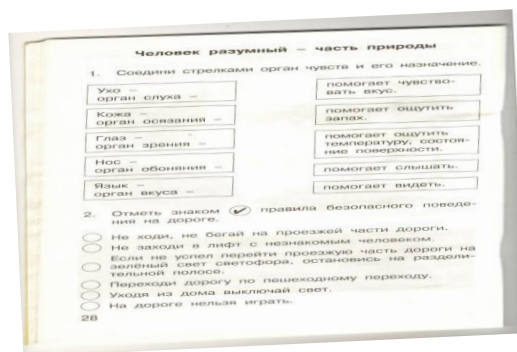 Человек разумный – часть природы
1. Соедини стрелками орган чувств и его назначение.
Ухо –
орган слуха –
Кожа –
орган осязания –
Глаз –
орган зрения –
Нос –
орган обоняния –
Язык –
орган вкуса –
помогает чувство-
вать вкус.
помогает ощутить
запах.
помогает ощутить
температуру, состоя-
ние поверхности.
помогает слышать.
помогает видеть.
2. Отметь знаком ✓ правила безопасного поведе-
ния на дороге.
Не ходи, не бегай на проезжей части дороги.
Не заходи в лифт с незнакомым человеком.
Если не успел перейти проезжую часть дороги на
зелёный свет светофора, остановись на раздели-
тельной полосе.
Переходи дорогу по пешеходному переходу.
Уходя из дома выключай свет.
На дороге нельзя играть.
28